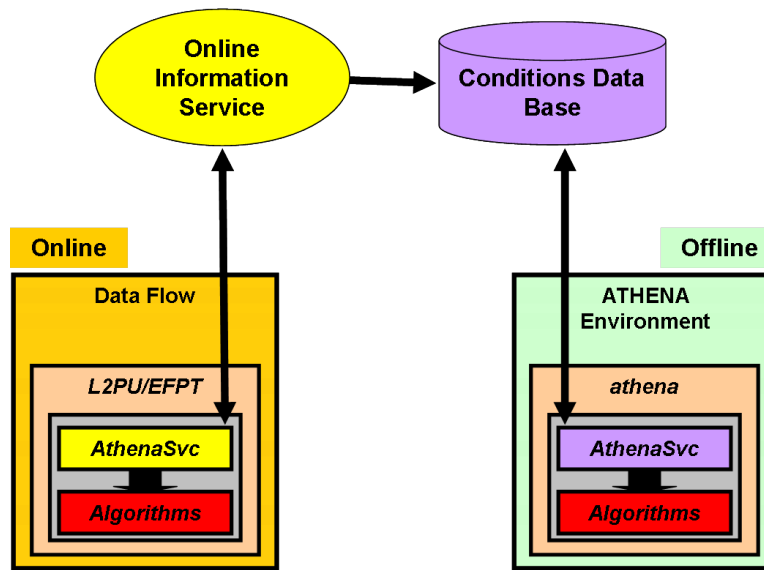 Online
Information
Service
Conditions Data
Base
Online
Offline
Data Flow
ATHENA
Environment
L2PU/EFPT
athena
AthenaSvc
AthenaSvc
Algorithms
Algorithms